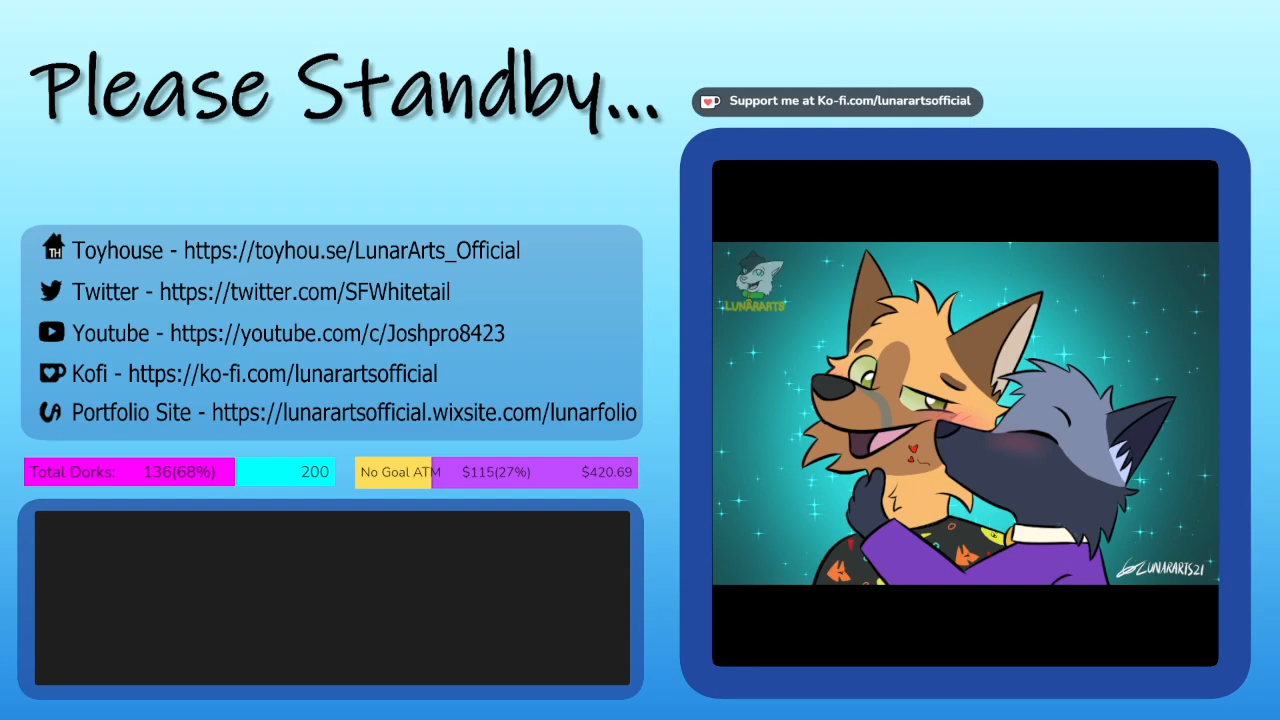 Please Standby...
Support me at Ko-fi.com/lunarartsofficial
TH
Toyhouse - https://toyhou.se/LunarArts_Official
Twitter - https://twitter.com/SFWhitetail
Youtube - https://youtube.com/c/Joshpro8423
Kofi - https://ko-fi.com/lunarartsofficial
Portfolio Site - https://lunarartsofficial.wixsite.com/lunarfolio
Total Dorks: 136(68%) 200
No Goal ATM $115(27%) $420.69
LUNARARTS
LUNARARTS21